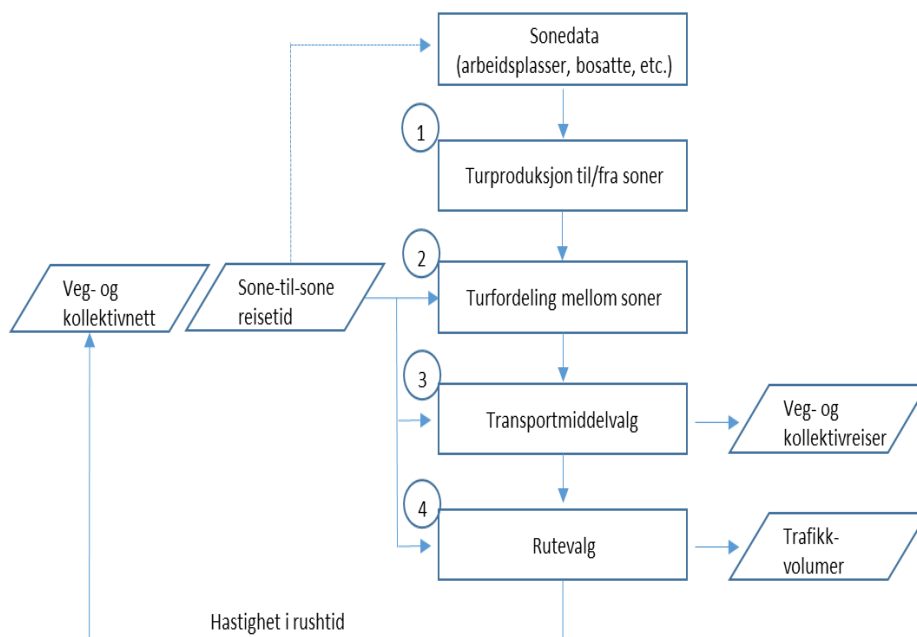 Sonedata
(arbeidsplasser, bosatte, etc.)
1
Turproduksjon til/fra soner
2
Veg- og
kollektivnett
Sone-til-sone
reisetid
Turfordeling mellom soner
3
Transportmiddelvalg
Veg- og
kollektivreiser
4
Rutevalg
Trafikk-
volumer
Hastighet i rushtid